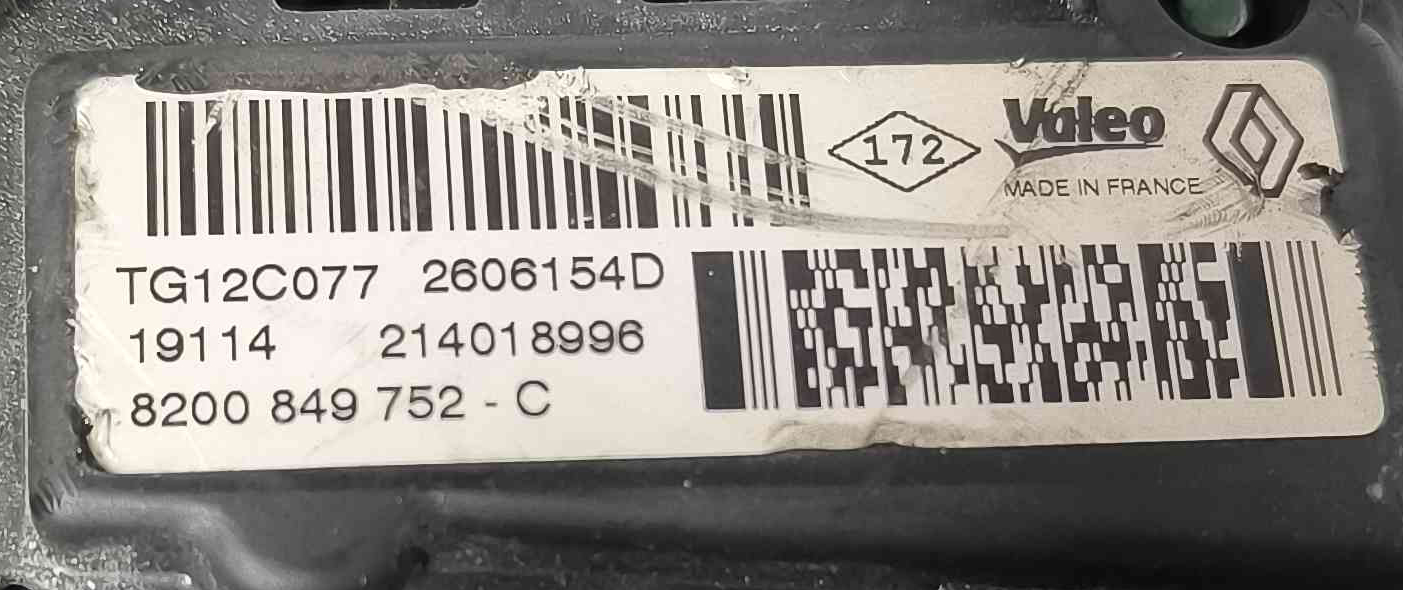 172
Valeo
MADE IN FRANCE
TG12C077 2606154D
19114 214018996
8200 849 752 - C